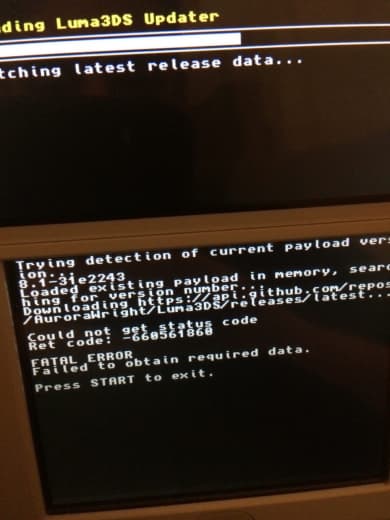 ding Luma3DS Updater
tching latest release data...
Trying detection of current payload vers
ion...
8.1-31e2243
Loaded existing payload in memory, searc
hing for version number...
Downloading https://api.github.com/repos
/AuroraWright/Luma3DS/releases/latest...
Could not get status code
Ret code: -660561860
FATAL ERROR
Failed to obtain required data.
Press START to exit.